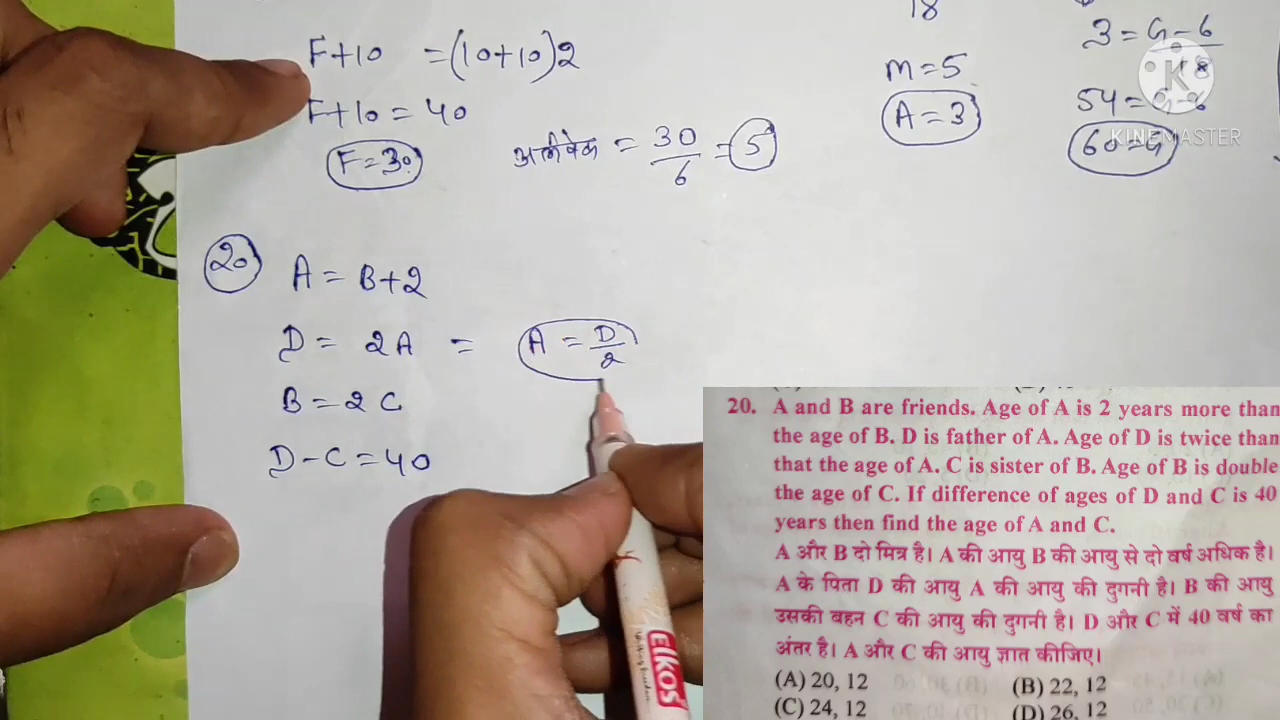 F+10 = (10+10)2
F+10 = 40
F=30
अभिषेक = 30/6 = 5
18
m=5
A=3
3 = G-6/18
54=G-6
60=G
KINEMASTER
20 A = B+2
D = 2A = A = D/2
B=2C
D-C=40
ELKOS
20. A and B are friends. Age of A is 2 years more than
the age of B. D is father of A. Age of D is twice than
that the age of A. C is sister of B. Age of B is double
the age of C. If difference of ages of D and C is 40
years then find the age of A and C.
A और B दो मित्र है। A की आयु B की आयु से दो वर्ष अधिक है।
A के पिता D की आयु A की आयु की दुगनी है। B की आयु
उसकी बहन C की आयु की दुगनी है। D और C में 40 वर्ष का
अंतर है। A और C की आयु ज्ञात कीजिए।
(A) 20, 12 (B) 22, 12
(C) 24, 12 (D) 26, 12